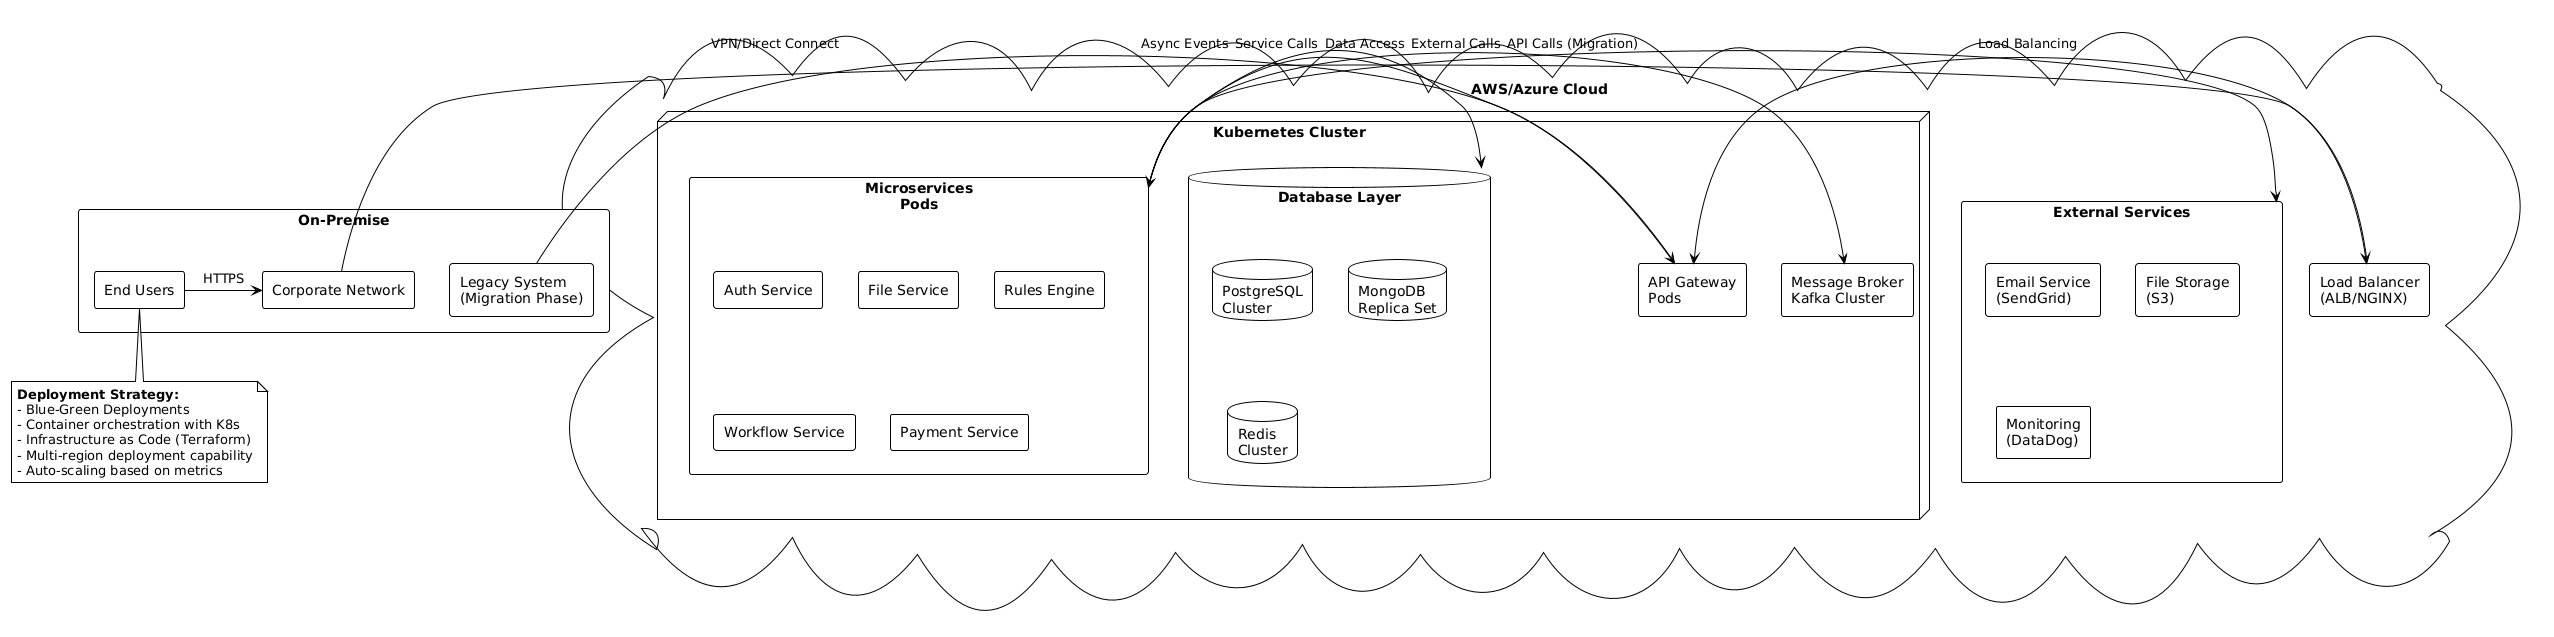 VPN/Direct Connect
Async Events
Service Calls
Data Access
External Calls
API Calls (Migration)
Load Balancing
AWS/Azure Cloud
Kubernetes Cluster
On-Premise
End Users
HTTPS
Corporate Network
Legacy System
(Migration Phase)
Deployment Strategy:
- Blue-Green Deployments
- Container orchestration with K8s
- Infrastructure as Code (Terraform)
- Multi-region deployment capability
- Auto-scaling based on metrics
Microservices
Pods
Auth Service
File Service
Rules Engine
Workflow Service
Payment Service
Database Layer
PostgreSQL
Cluster
MongoDB
Replica Set
Redis
Cluster
API Gateway
Pods
Message Broker
Kafka Cluster
External Services
Email Service
(SendGrid)
File Storage
(S3)
Monitoring
(DataDog)
Load Balancer
(ALB/NGINX)